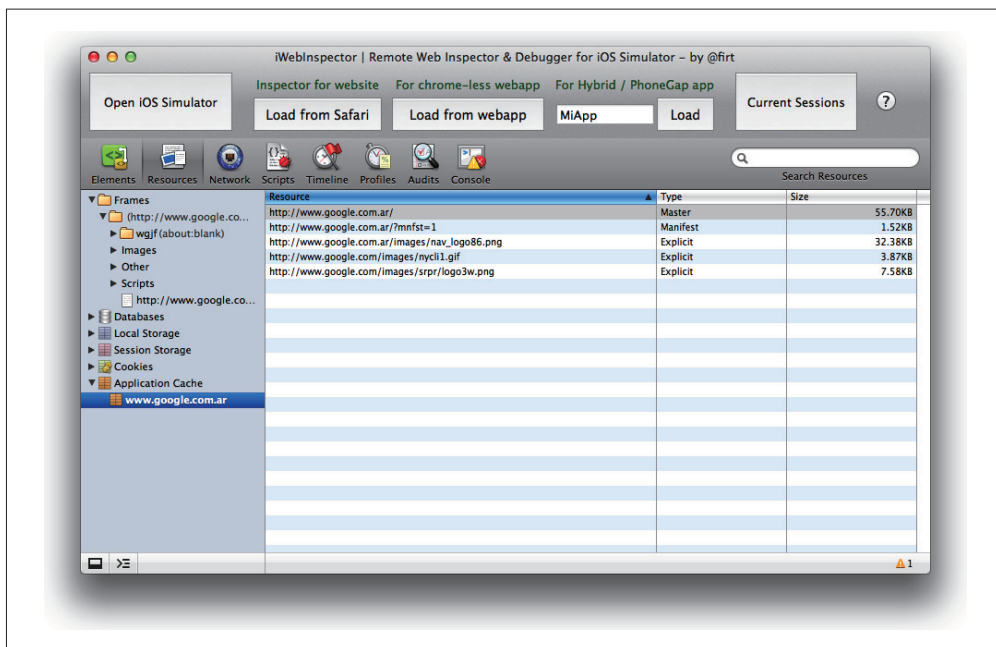 iWebInspector | Remote Web Inspector & Debugger for iOS Simulator – by @firt
Open iOS Simulator
Inspector for website
Load from Safari
For chrome-less webapp
Load from webapp
For Hybrid / PhoneGap app
MiApp
Load
Current Sessions
?
Elements
Resources
Network
Scripts
Timeline
Profiles
Audits
Console
Search Resources
Frames
(http://www.google.co...
wgjf(about:blank)
Images
Other
Scripts
http://www.google.co...
Databases
Local Storage
Session Storage
Cookies
Application Cache
www.google.com.ar
Resource Type Size
http://www.google.com.ar/ Master 55.70KB
http://www.google.com.ar/?mnfst=1 Manifest 1.52KB
http://www.google.com.ar/images/nav_logo86.png Explicit 32.38KB
http://www.google.com/images/nycli1.gif Explicit 3.87KB
http://www.google.com/images/srpr/logo3w.png Explicit 7.58KB
1